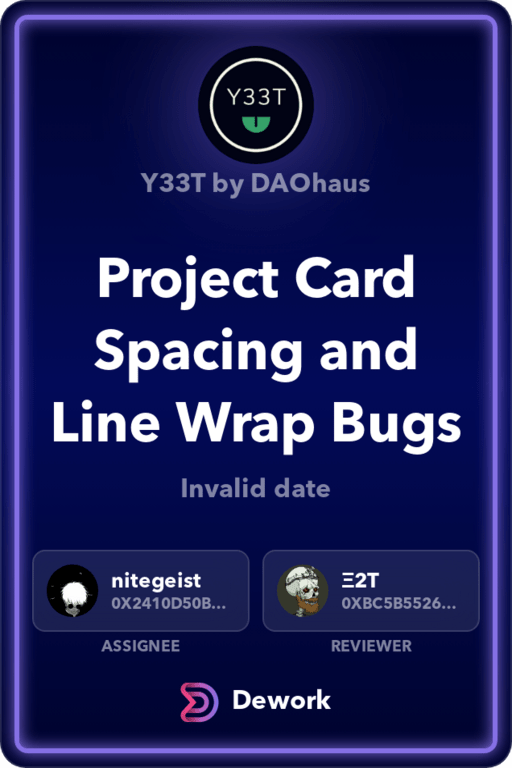 Y33T
Y33T by DAOhaus
Project Card
Spacing and
Line Wrap Bugs
Invalid date
nitegeist
0X2410D50B...
Ξ2T
0XBC5B5526...
ASSIGNEE
REVIEWER
Dework